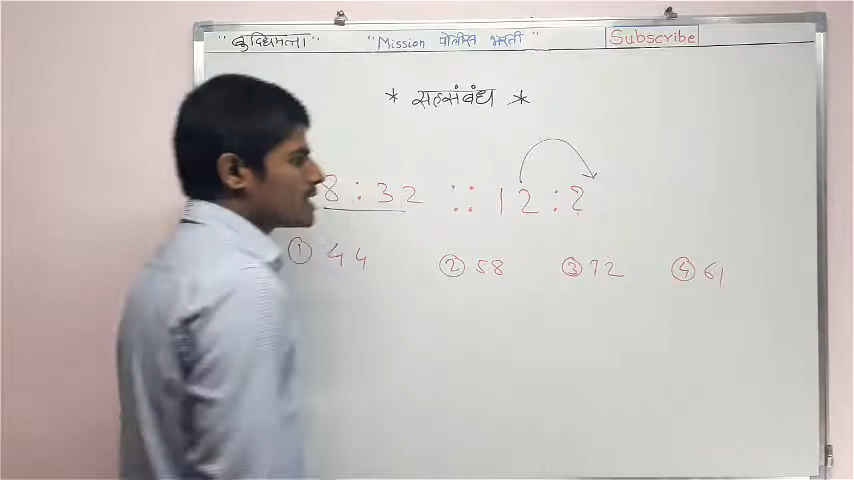 "बुद्धिमत्ता" "Mission पोलीस भरती" Subscribe
* सहसंबंध *
8 : 32 :: 12 : ?
① 44 ② 58 ③ 72 ④ 61